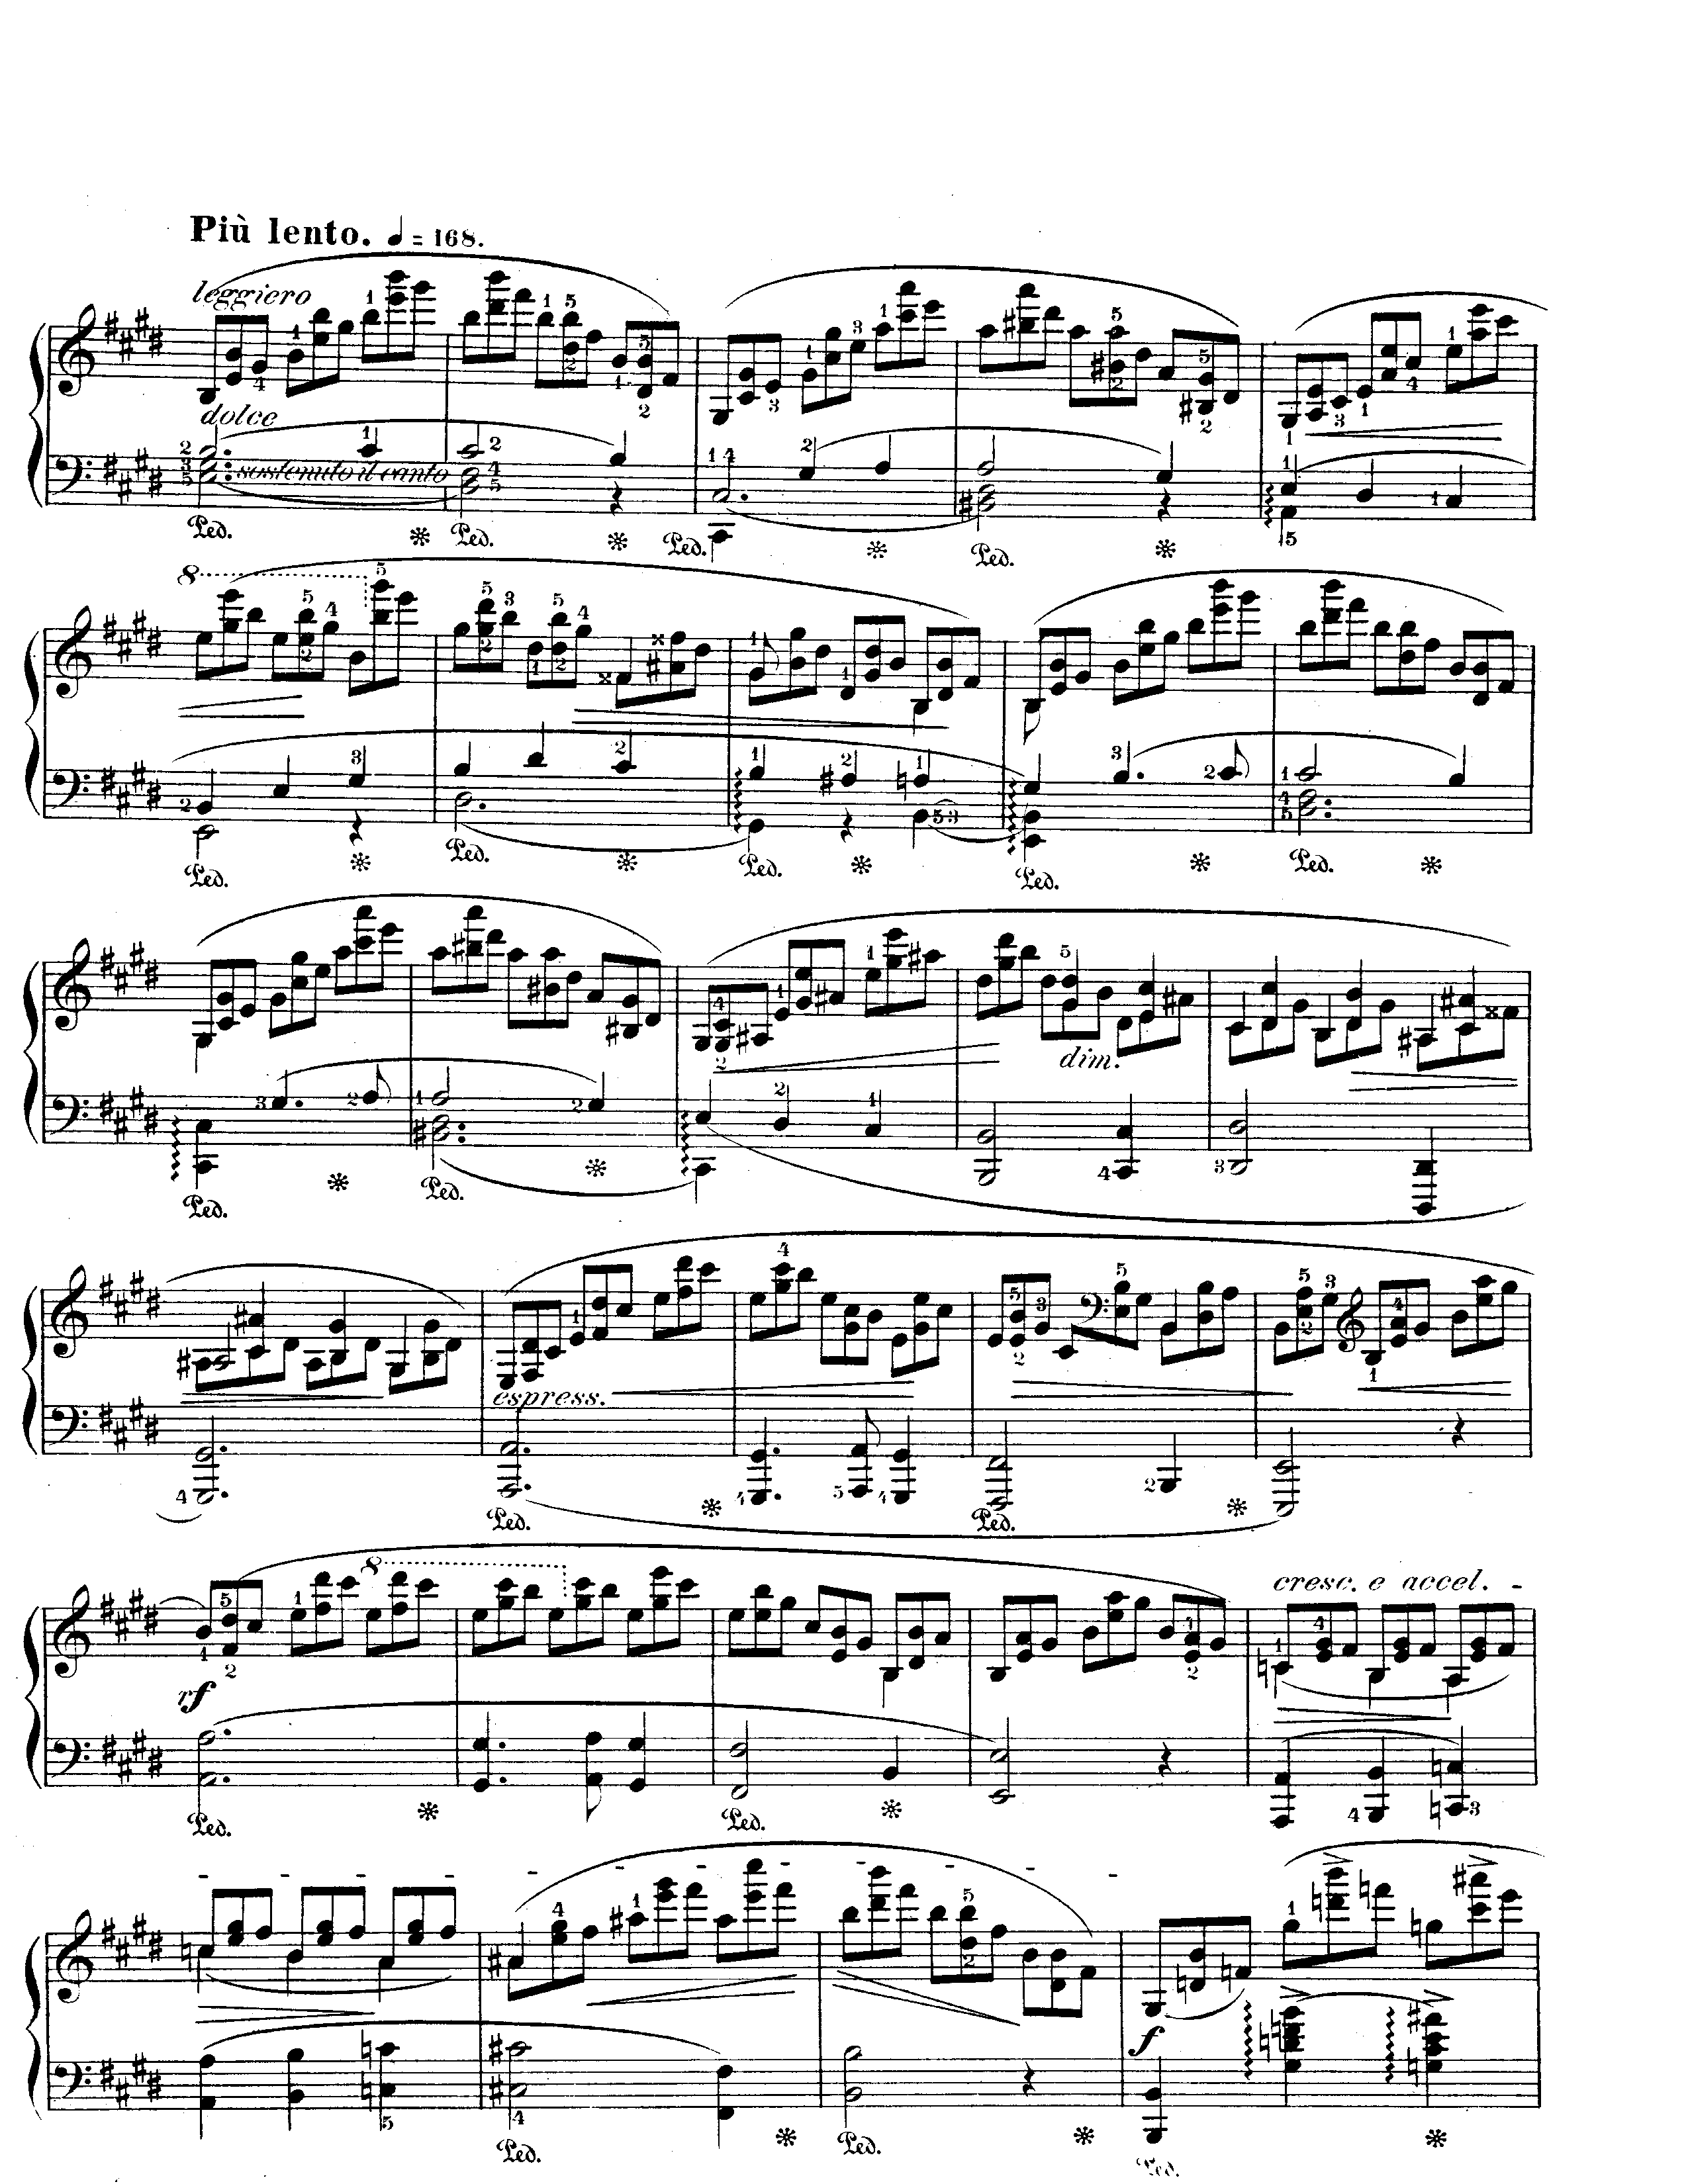 Più lento. ♩ = 168.
leggiero
dolce
sostenuto il canto
Ped. Ped. Ped. Ped.
8
Ped. Ped. Ped. Ped. Ped.
dim.
Ped. Ped.
espress.
Ped. Ped.
8
cresc. e accel.
rf
Ped. Ped.
f
Ped. Ped. Ped.